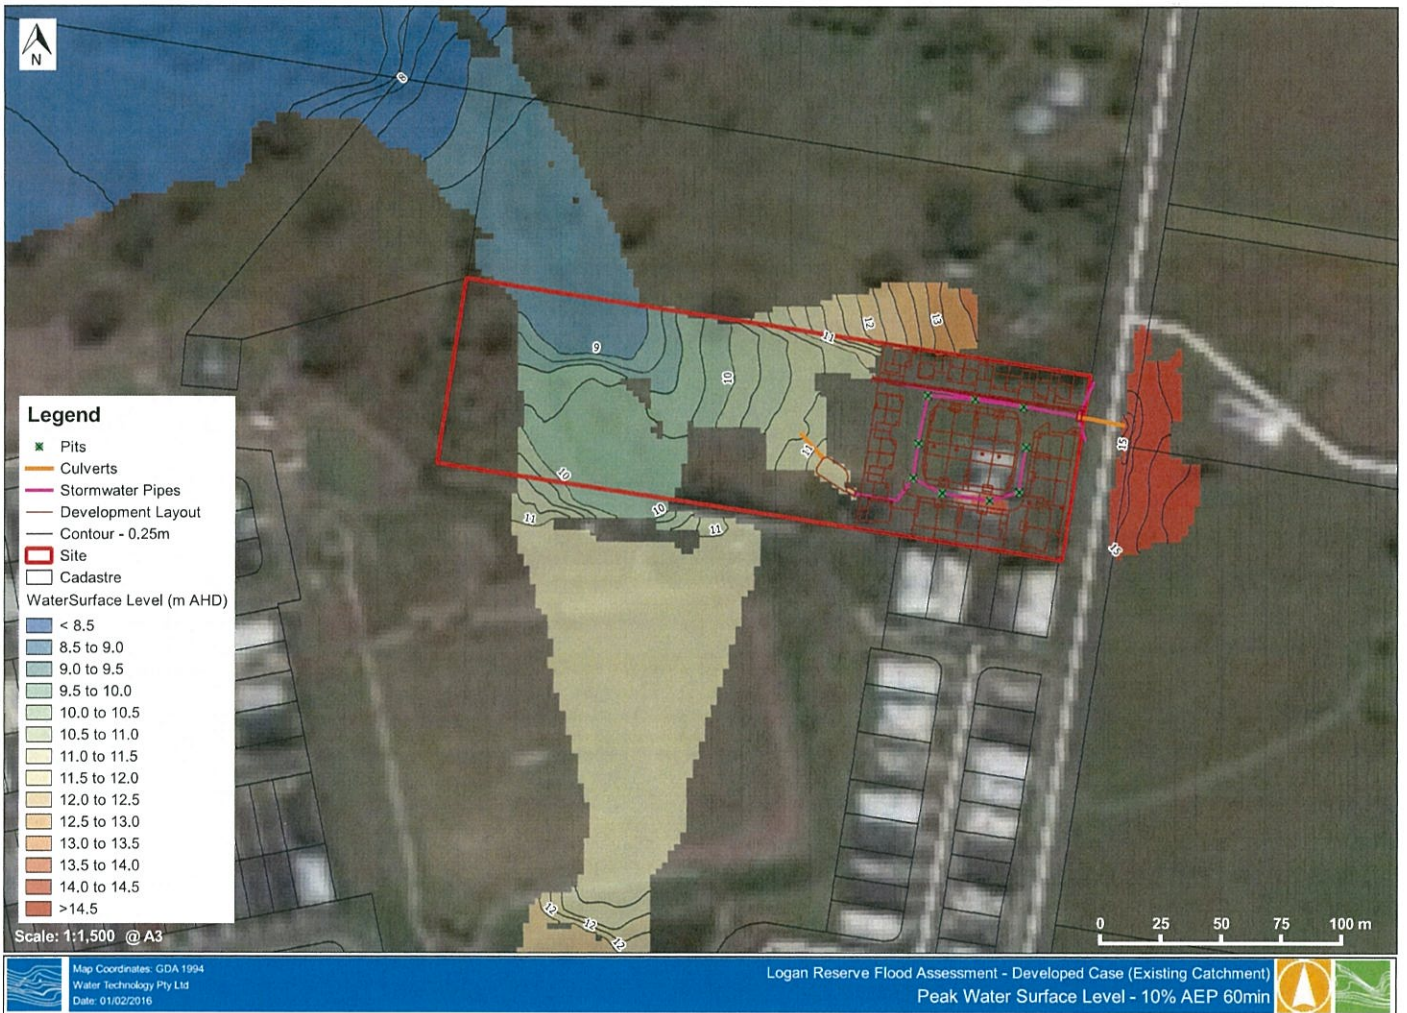 N
8
9
10
11
12
13
11
15
15
10
10
11
11
12
12
12
Legend
Pits
Culverts
Stormwater Pipes
Development Layout
Contour - 0.25m
Site
Cadastre
WaterSurface Level (m AHD)
< 8.5
8.5 to 9.0
9.0 to 9.5
9.5 to 10.0
10.0 to 10.5
10.5 to 11.0
11.0 to 11.5
11.5 to 12.0
12.0 to 12.5
12.5 to 13.0
13.0 to 13.5
13.5 to 14.0
14.0 to 14.5
>14.5
Scale: 1:1,500 @ A3
0 25 50 75 100 m
Map Coordinates: GDA 1994
Water Technology Pty Ltd
Date: 01/02/2016
Logan Reserve Flood Assessment - Developed Case (Existing Catchment)
Peak Water Surface Level - 10% AEP 60min